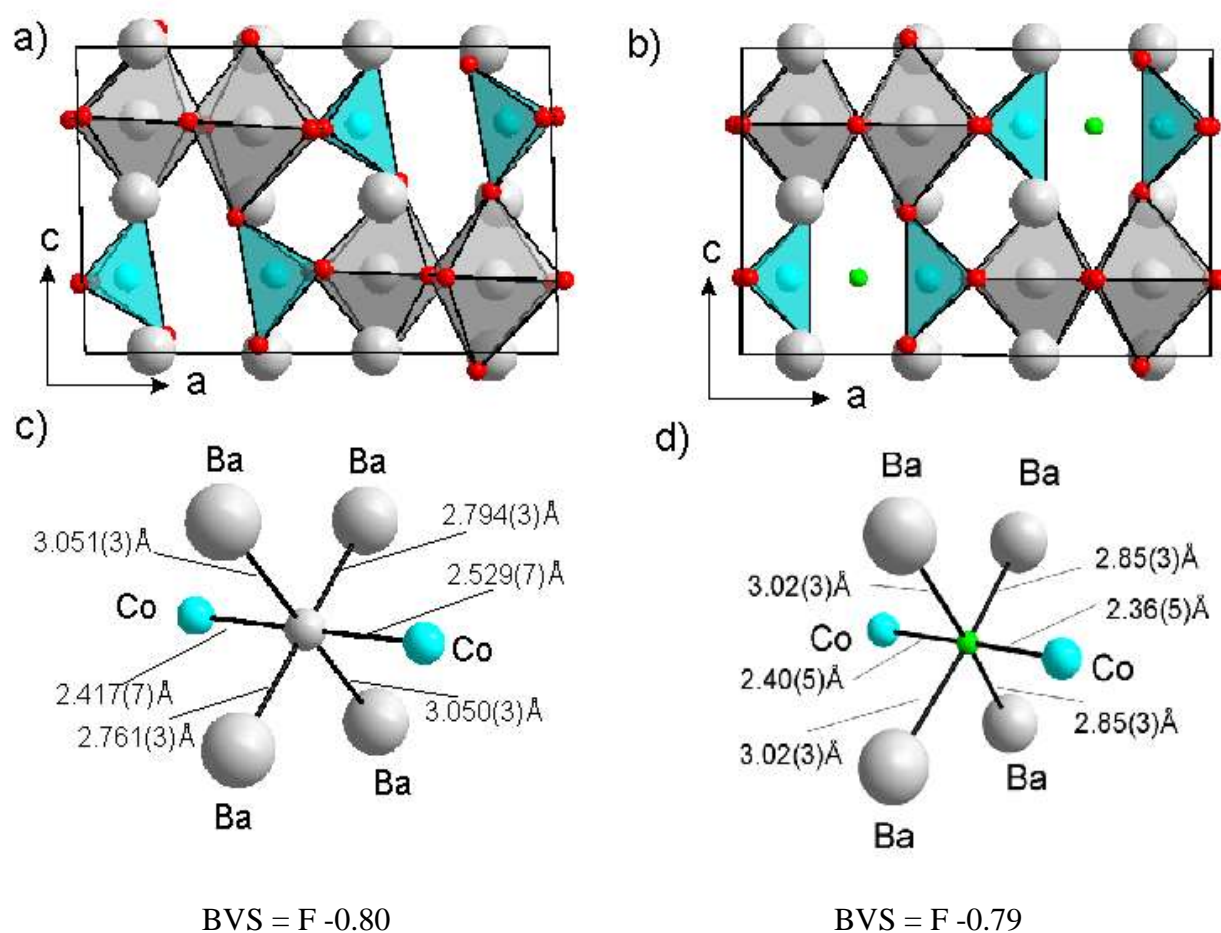 a)
c
a
b)
c
a
c)
Ba
Ba
3.051(3)Å
2.794(3)Å
2.529(7)Å
Co
Co
2.417(7)Å
2.761(3)Å
3.050(3)Å
Ba
Ba
d)
Ba
Ba
3.02(3)Å
2.85(3)Å
2.36(5)Å
Co
Co
2.40(5)Å
2.85(3)Å
3.02(3)Å
Ba
Ba
BVS = F -0.80
BVS = F -0.79